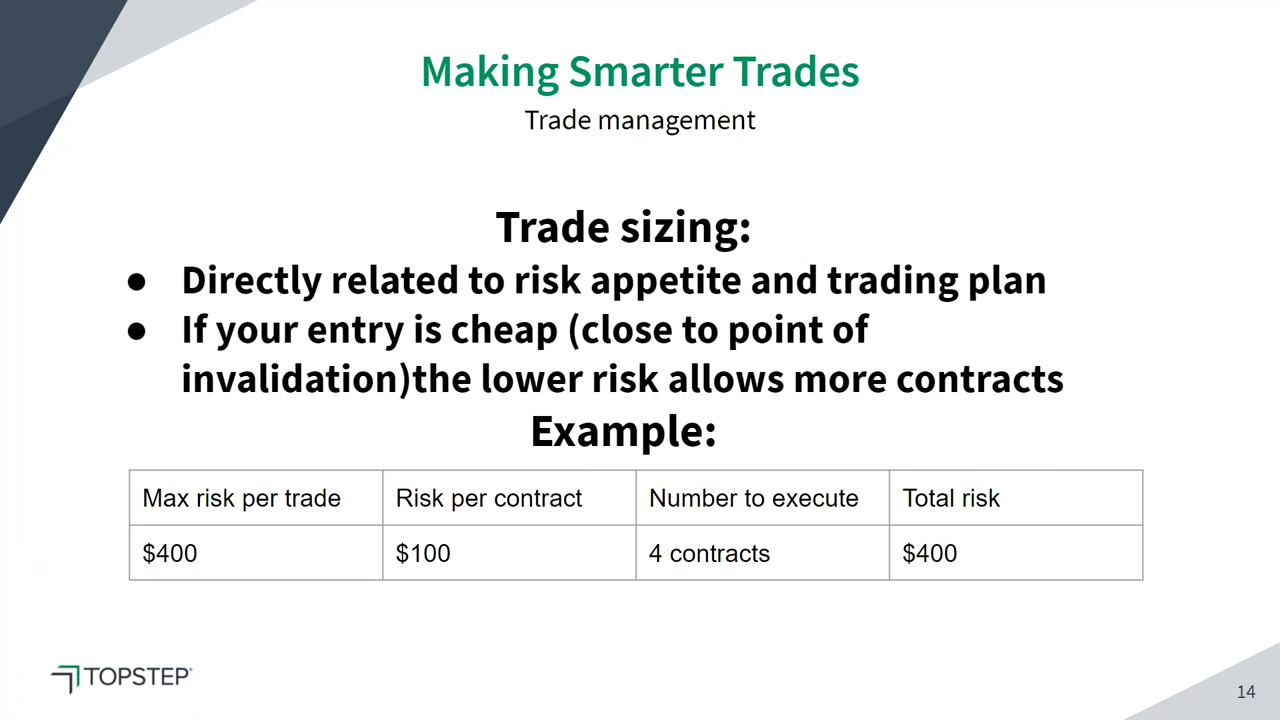 Making Smarter Trades
Trade management
Trade sizing:
● Directly related to risk appetite and trading plan
● If your entry is cheap (close to point of
invalidation)the lower risk allows more contracts
Example:
Max risk per trade Risk per contract Number to execute Total risk
$400 $100 4 contracts $400
TOPSTEP®
14